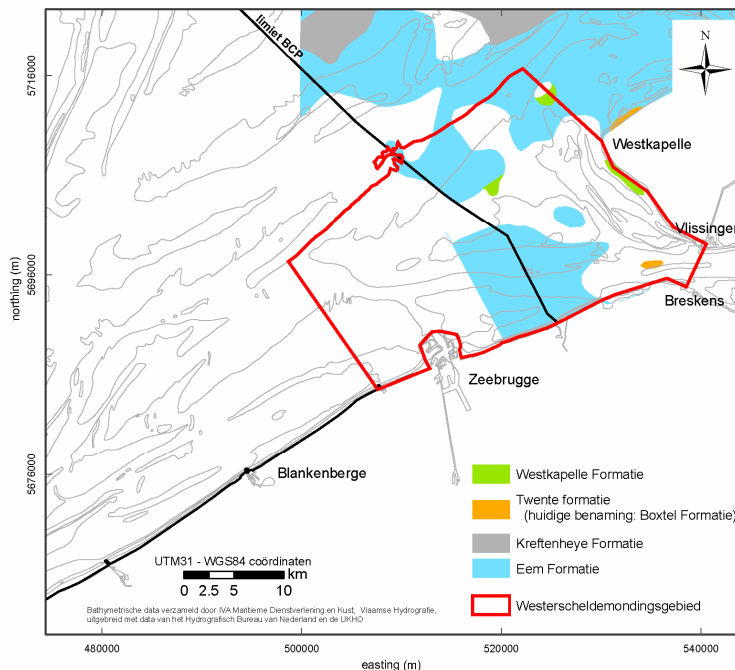 limiet BCP
N
5716000
Westkapelle
Vlissingen
northing (m)
5696000
Breskens
Zeebrugge
5676000
Blankenberge
Westkapelle Formatie
Twente formatie
(huidige benaming: Boxtel Formatie)
Kreftenheye Formatie
Eem Formatie
Westerscheldemondingsgebied
UTM31 - WGS84 coördinaten
km
0 2.5 5 10
Bathymetrische data verzameld door IVA Maritieme Dienstverlening en Kust, Vlaamse Hydrografie,
uitgebreid met data van het Hydrografisch Bureau van Nederland en de UKHO
480000 500000 520000 540000
easting (m)